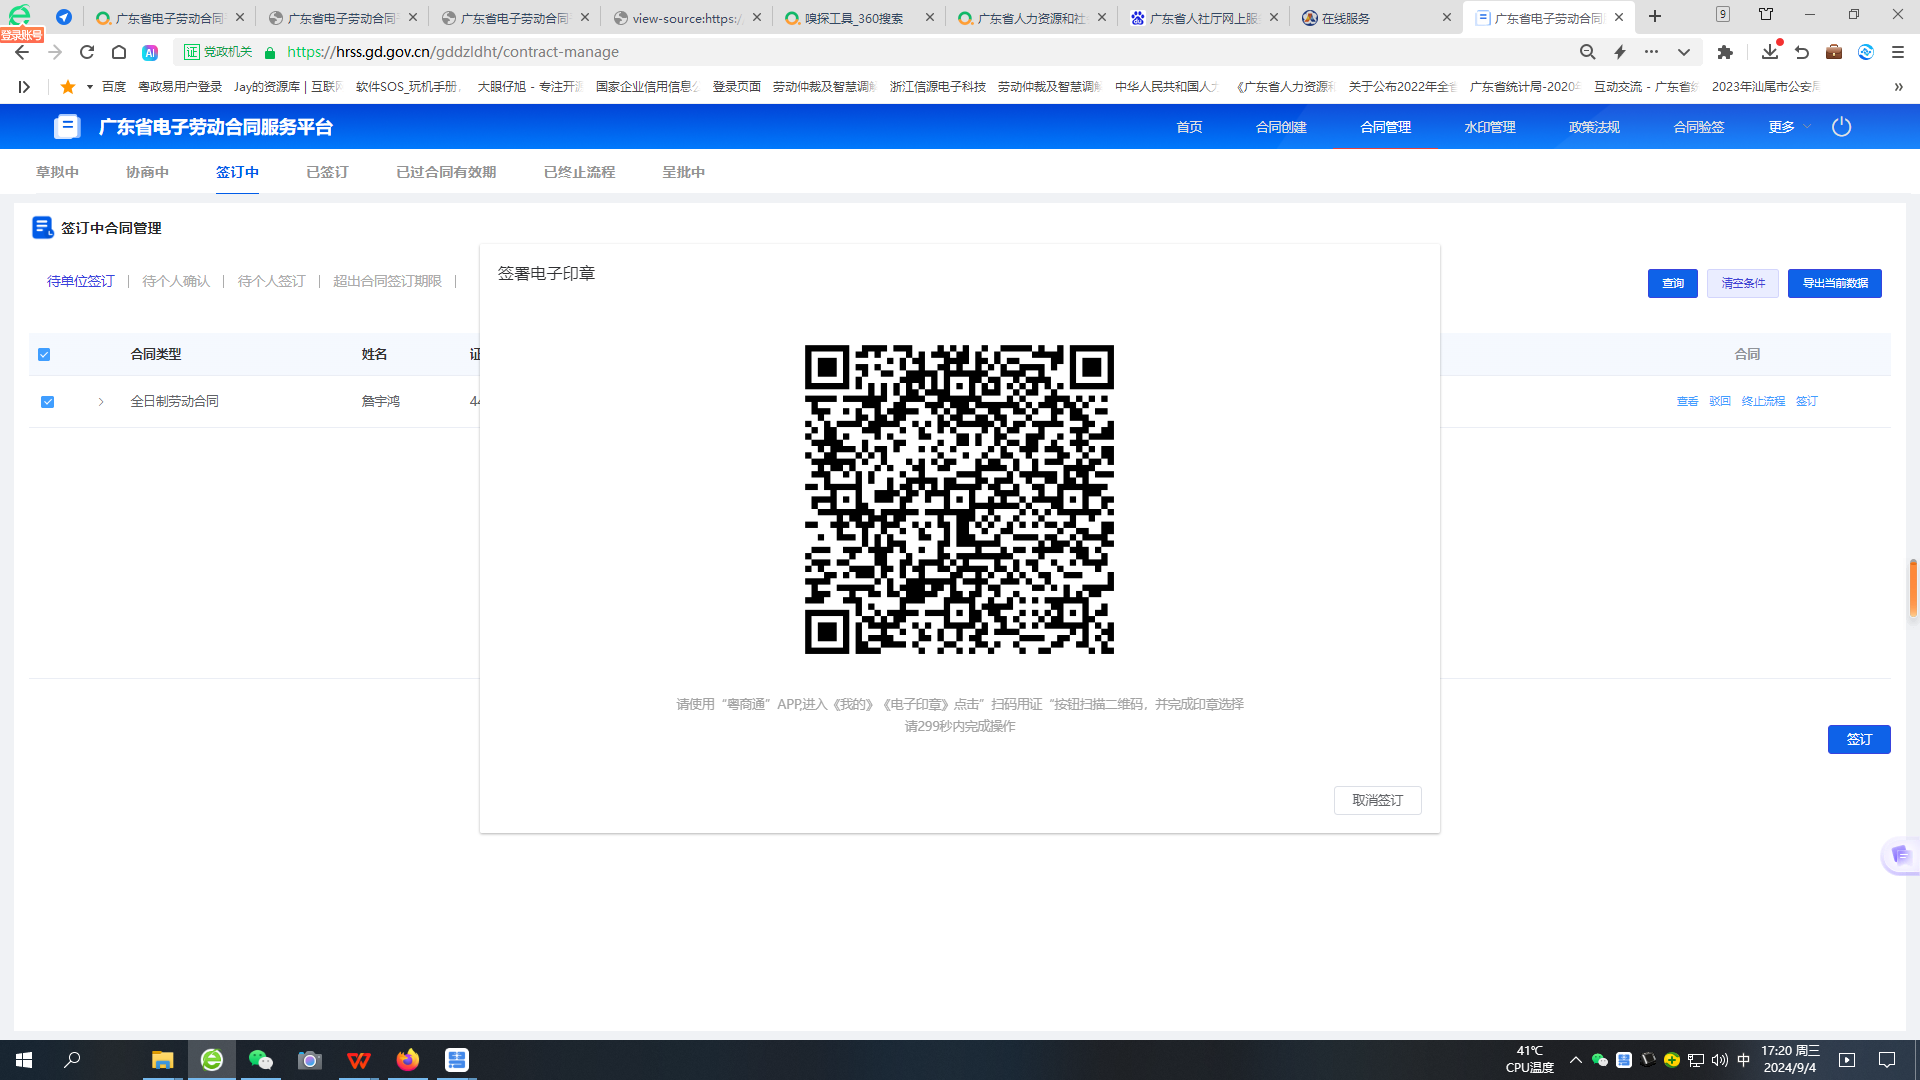 登录账号
广东省电子劳动合同
广东省电子劳动合同
广东省电子劳动合同
view-source:https:/
嗅探工具_360搜索
广东省人力资源和社
广东省人社厅网上服
在线服务
广东省电子劳动合同
9
AI
证 党政机关
https://hrss.gd.gov.cn/gddzldht/contract-manage
百度
粤政易用户登录
Jay的资源库 | 互联
软件SOS_玩机手册
大眼仔旭 - 专注开
国家企业信用信息
登录页面
劳动仲裁及智慧调
浙江信源电子科技
劳动仲裁及智慧调
中华人民共和国人
《广东省人力资源
关于公布2022年全
广东省统计局-2020
互动交流 - 广东省
2023年汕尾市公安
广东省电子劳动合同服务平台
首页
合同创建
合同管理
水印管理
政策法规
合同验签
更多
草拟中
协商中
签订中
已签订
已过合同有效期
已终止流程
呈批中
签订中合同管理
待单位签订 | 待个人确认 | 待个人签订 | 超出合同签订期限 |
查询
清空条件
导出当前数据
签署电子印章
合同类型
姓名
证
合同
全日制劳动合同
詹宇鸿
44
查看
驳回
终止流程
签订
请使用“粤商通”APP,进入《我的》《电子印章》点击”扫码用证“按钮扫描二维码，并完成印章选择
请299秒内完成操作
签订
取消签订
41℃
CPU温度
中
17:20 周三
2024/9/4